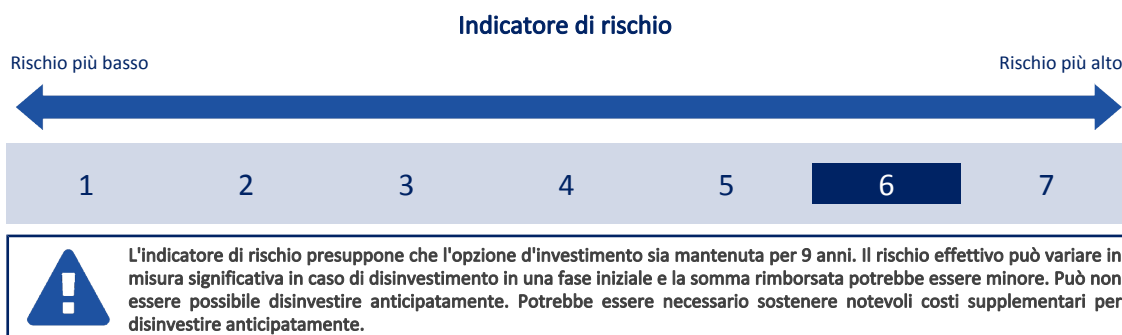 Indicatore di rischio
Rischio più basso
Rischio più alto
1 2 3 4 5 6 7
L'indicatore di rischio presuppone che l'opzione d'investimento sia mantenuta per 9 anni. Il rischio effettivo può variare in
misura significativa in caso di disinvestimento in una fase iniziale e la somma rimborsata potrebbe essere minore. Può non
essere possibile disinvestire anticipatamente. Potrebbe essere necessario sostenere notevoli costi supplementari per
disinvestire anticipatamente.